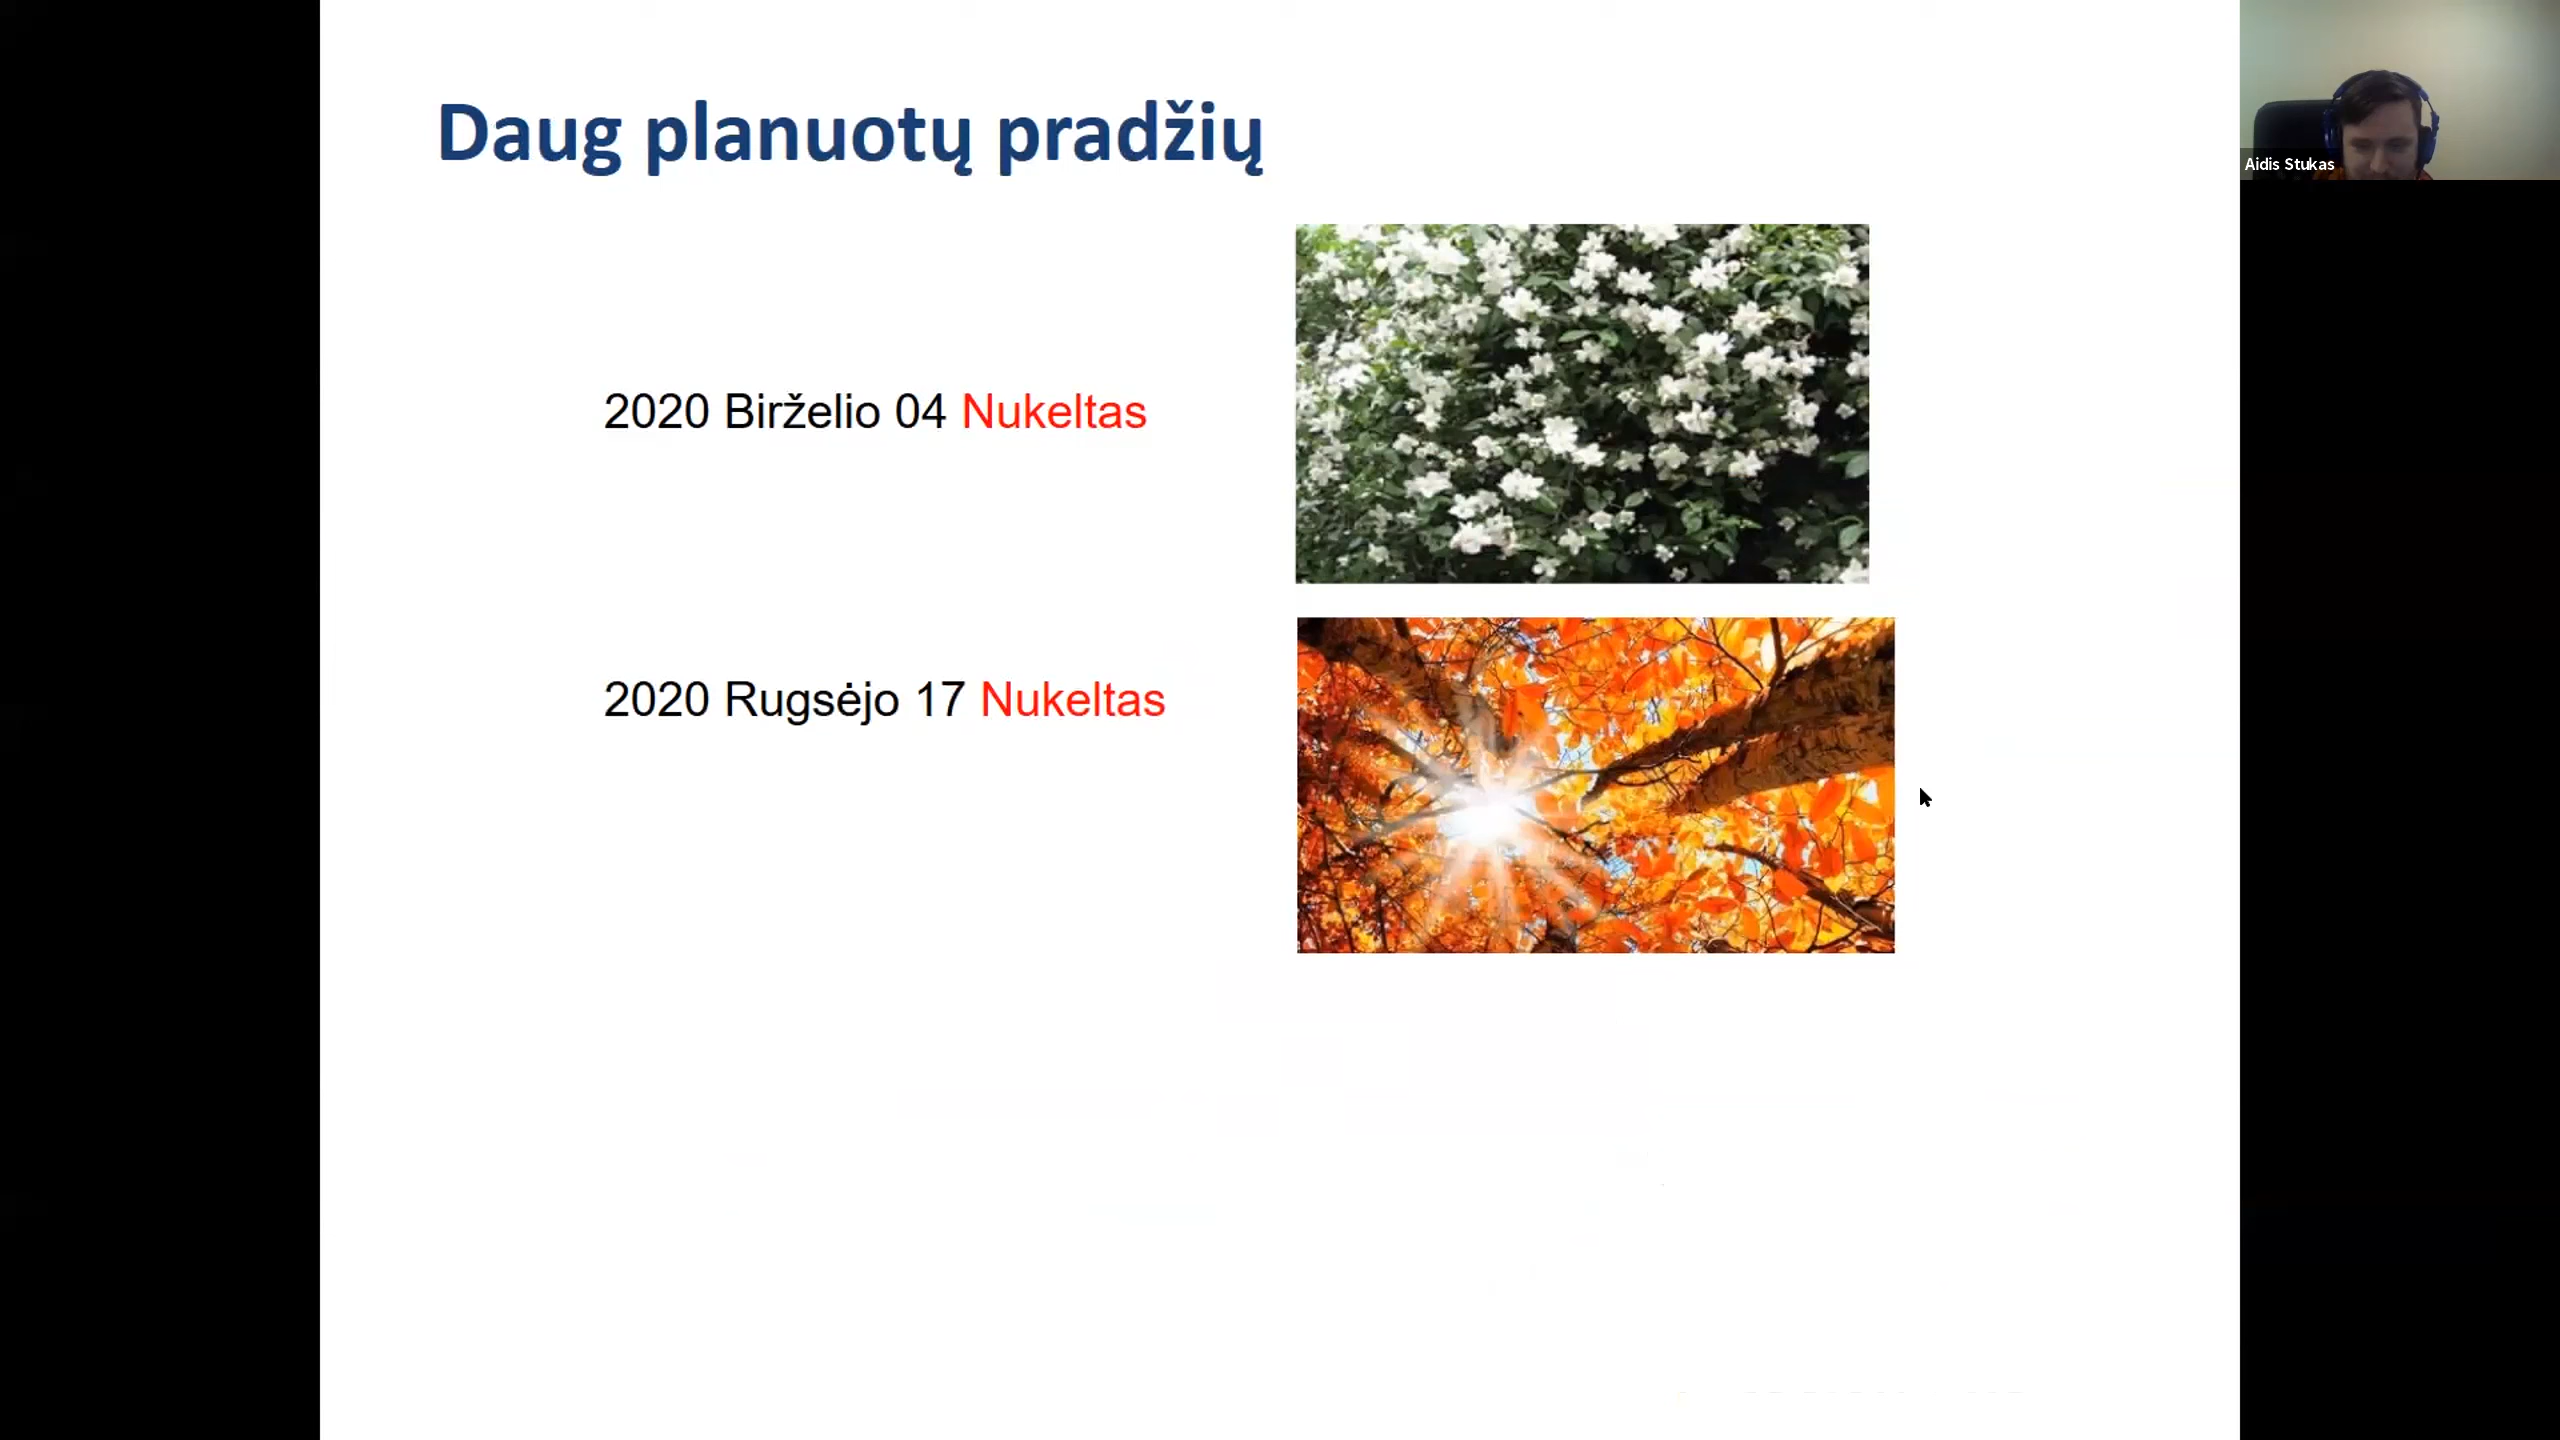 Daug planuotų pradžių
Aidis Stukas
2020 Birželio 04 Nukeltas
2020 Rugsėjo 17 Nukeltas